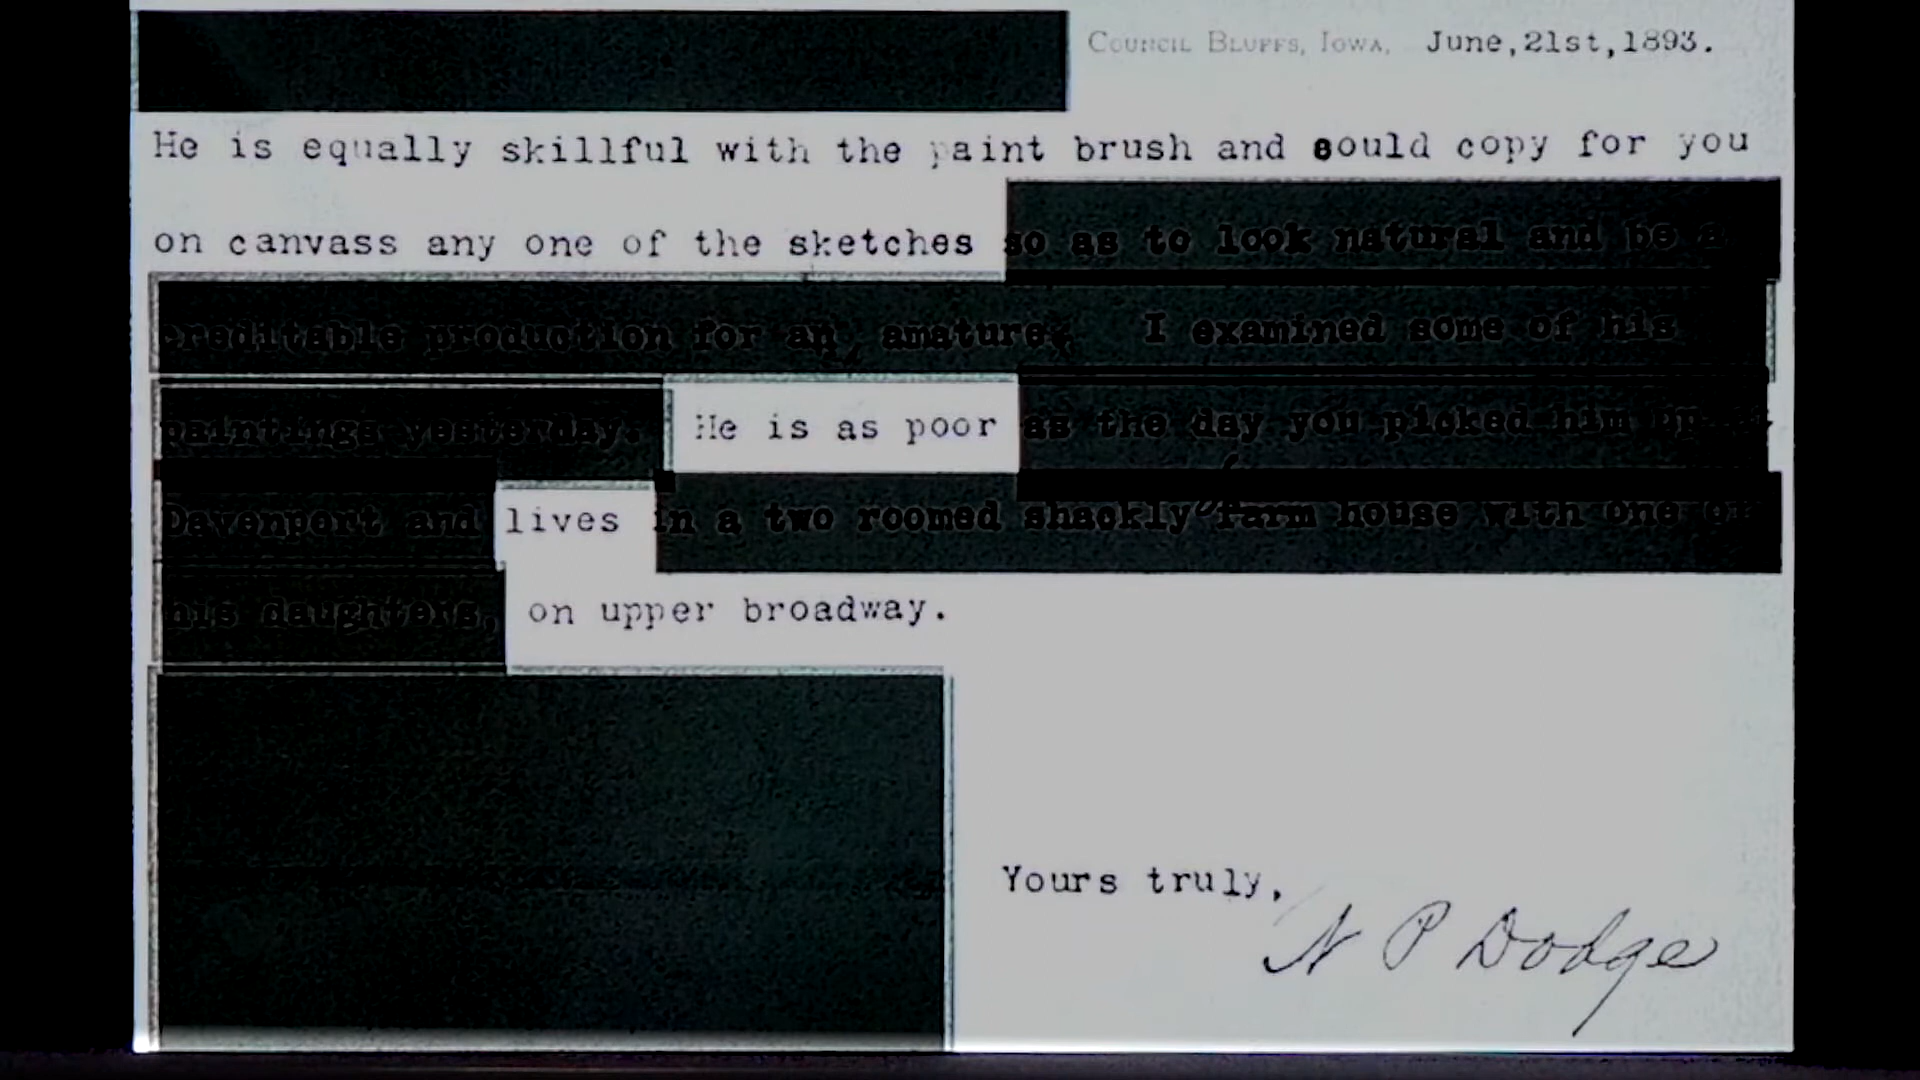 COUNCIL BLUFFS, IOWA, June,21st,1893.
He is equally skillful with the paint brush and could copy for you
on canvass any one of the sketches so as to look natural and be a
creditable production for an, amature. I examined some of his
paintings yesterday. He is as poor as the day you picked him up at
Davenport and lives in a two roomed shackly farm house with one of
his daughters, on upper broadway.
Yours truly,
N P Dodge